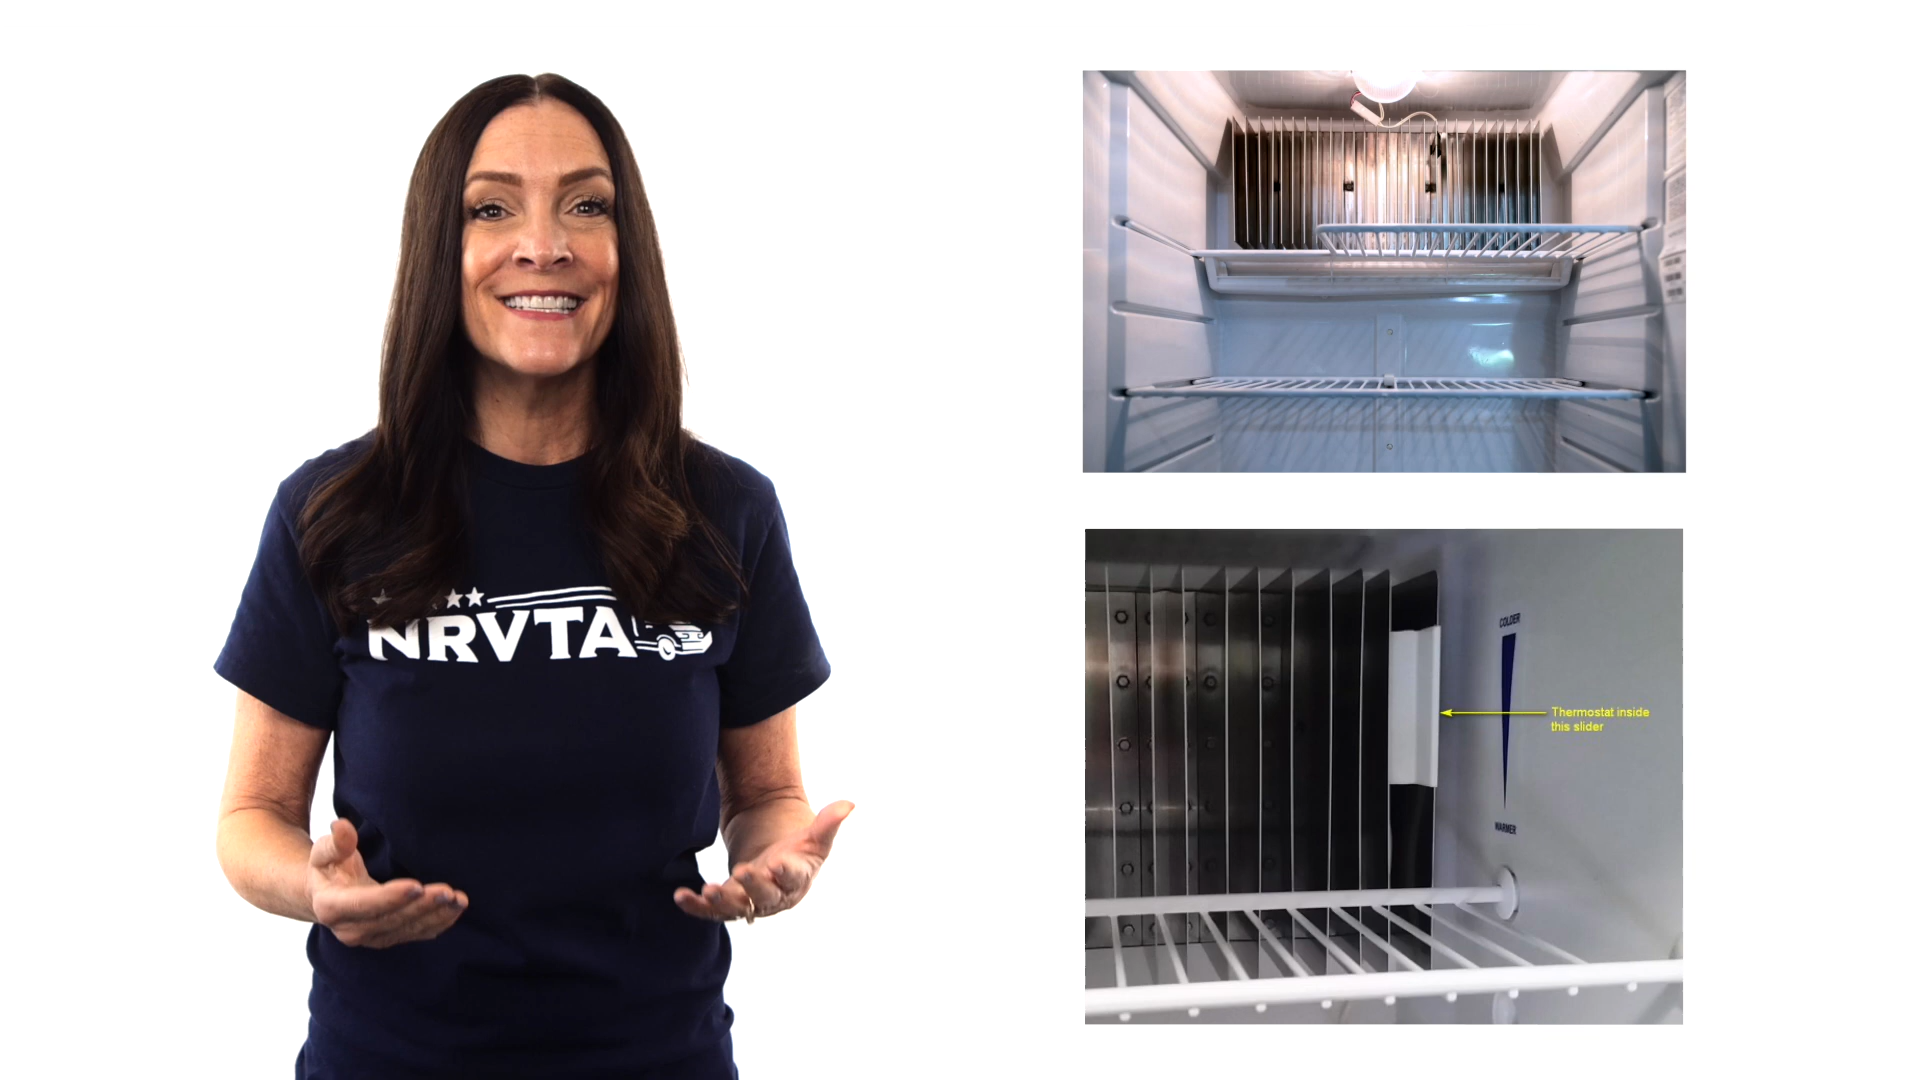 NRVTA
COLDER
Thermostat inside
this slider
WARMER